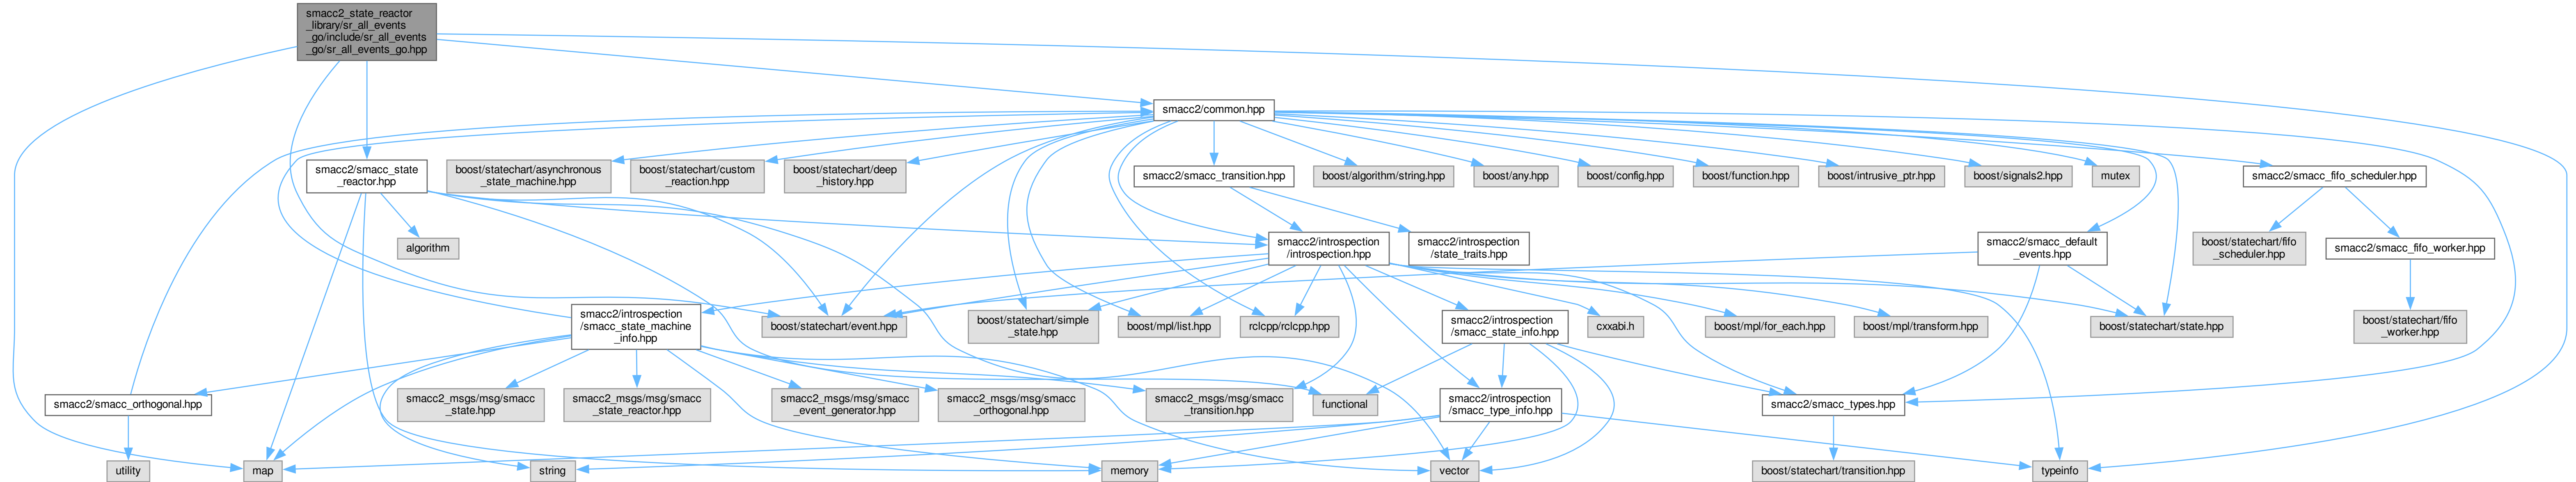 smacc2_state_reactor
_library/sr_all_events
_go/include/sr_all_events
_go/sr_all_events_go.hpp
smacc2/common.hpp
smacc2/smacc_state
_reactor.hpp
boost/statechart/asynchronous
_state_machine.hpp
boost/statechart/custom
_reaction.hpp
boost/statechart/deep
_history.hpp
smacc2/smacc_transition.hpp
boost/algorithm/string.hpp
boost/any.hpp
boost/config.hpp
boost/function.hpp
boost/intrusive_ptr.hpp
boost/signals2.hpp
mutex
smacc2/smacc_fifo_scheduler.hpp
algorithm
smacc2/introspection
/introspection.hpp
smacc2/introspection
/state_traits.hpp
smacc2/smacc_default
_events.hpp
boost/statechart/fifo
_scheduler.hpp
smacc2/smacc_fifo_worker.hpp
smacc2/introspection
/smacc_state_machine
_info.hpp
boost/statechart/event.hpp
boost/statechart/simple
_state.hpp
boost/mpl/list.hpp
rclcpp/rclcpp.hpp
smacc2/introspection
/smacc_state_info.hpp
cxxabi.h
boost/mpl/for_each.hpp
boost/mpl/transform.hpp
boost/statechart/state.hpp
boost/statechart/fifo
_worker.hpp
smacc2/smacc_orthogonal.hpp
smacc2_msgs/msg/smacc
_state.hpp
smacc2_msgs/msg/smacc
_state_reactor.hpp
smacc2_msgs/msg/smacc
_event_generator.hpp
smacc2_msgs/msg/smacc
_orthogonal.hpp
smacc2_msgs/msg/smacc
_transition.hpp
functional
smacc2/introspection
/smacc_type_info.hpp
smacc2/smacc_types.hpp
utility
map
string
memory
vector
boost/statechart/transition.hpp
typeinfo